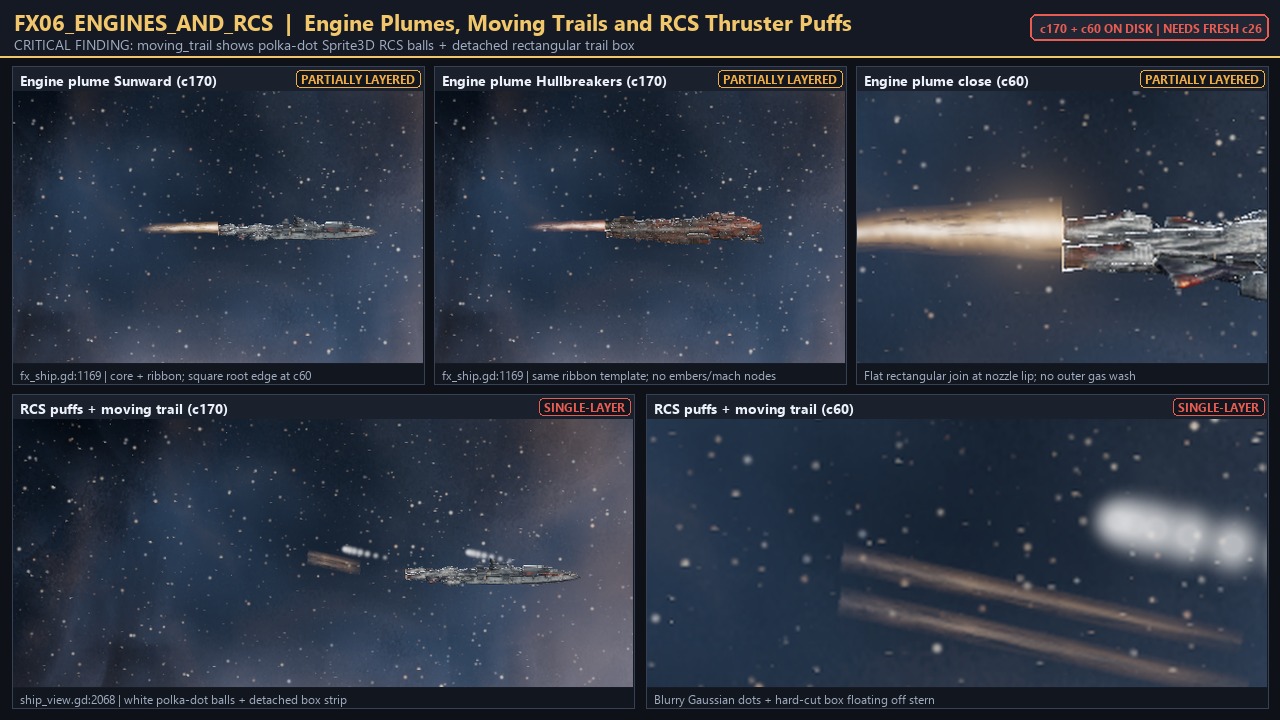 FX06_ENGINES_AND_RCS | Engine Plumes, Moving Trails and RCS Thruster Puffs
c170 + c60 ON DISK | NEEDS FRESH c26
CRITICAL FINDING: moving_trail shows polka-dot Sprite3D RCS balls + detached rectangular trail box
Engine plume Sunward (c170)
PARTIALLY LAYERED
Engine plume Hullbreakers (c170)
PARTIALLY LAYERED
Engine plume close (c60)
PARTIALLY LAYERED
fx_ship.gd:1169 | core + ribbon; square root edge at c60
fx_ship.gd:1169 | same ribbon template; no embers/mach nodes
Flat rectangular join at nozzle lip; no outer gas wash
RCS puffs + moving trail (c170)
SINGLE-LAYER
RCS puffs + moving trail (c60)
SINGLE-LAYER
ship_view.gd:2068 | white polka-dot balls + detached box strip
Blurry Gaussian dots + hard-cut box floating off stern